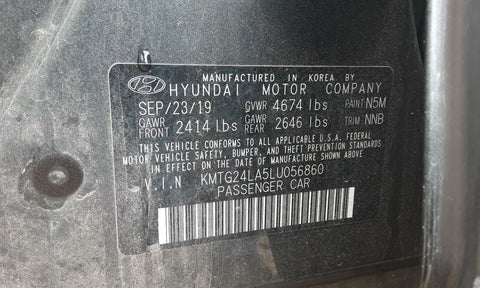 MANUFACTURED IN KOREA BY
HYUNDAI MOTOR COMPANY
SEP/23/19 GVWR 4674 lbs PAINT N5M
GAWR FRONT 2414 lbs GAWR REAR 2646 lbs TRIM NNB
THIS VEHICLE CONFORMS TO ALL APPLICABLE U.S.A. FEDERAL
MOTOR VEHICLE SAFETY, BUMPER, AND THEFT PREVENTION STANDARDS
IN EFFECT ON THE DATE OF MANUFACTURE SHOWN ABOVE.
V.I.N KMTG24LA5LU056860
PASSENGER CAR